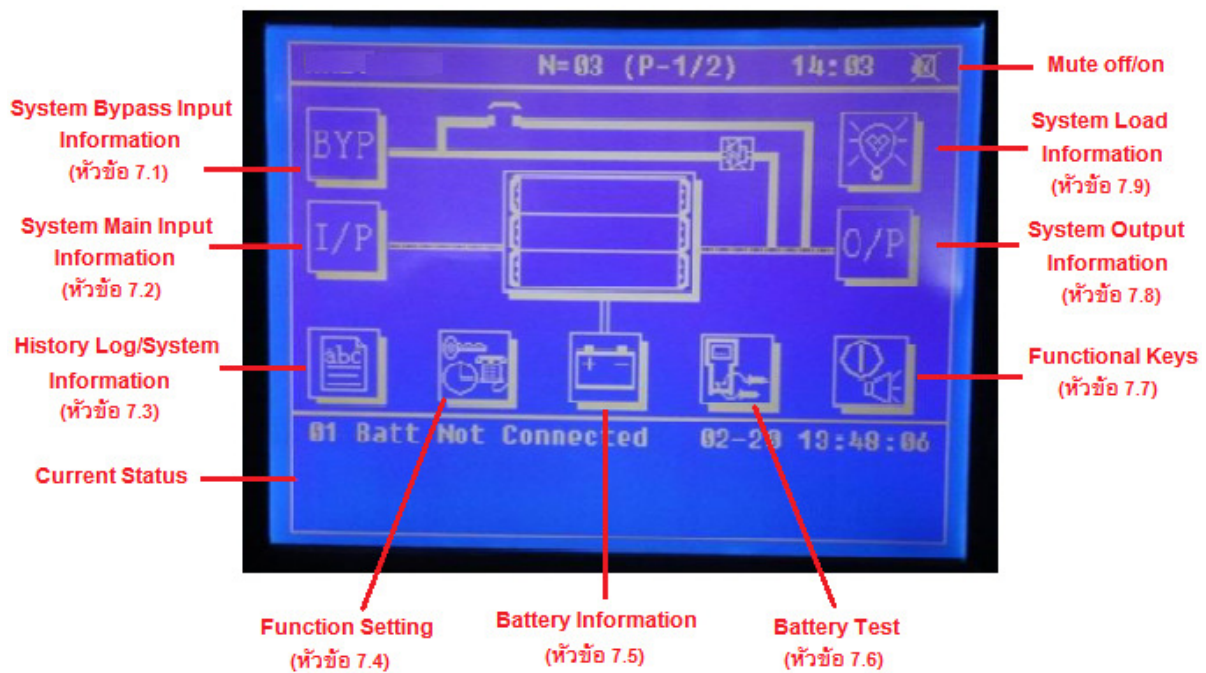 N=03 (P-1/2) 14:03
Mute off/on
System Bypass Input
Information
(หัวข้อ 7.1)
BYP
System Load
Information
(หัวข้อ 7.9)
System Main Input
Information
(หัวข้อ 7.2)
I/P
O/P
System Output
Information
(หัวข้อ 7.8)
History Log/System
Information
(หัวข้อ 7.3)
abc
+ -
Functional Keys
(หัวข้อ 7.7)
01 Batt Not Connected 02-20 13:48:06
Current Status
Function Setting
(หัวข้อ 7.4)
Battery Information
(หัวข้อ 7.5)
Battery Test
(หัวข้อ 7.6)